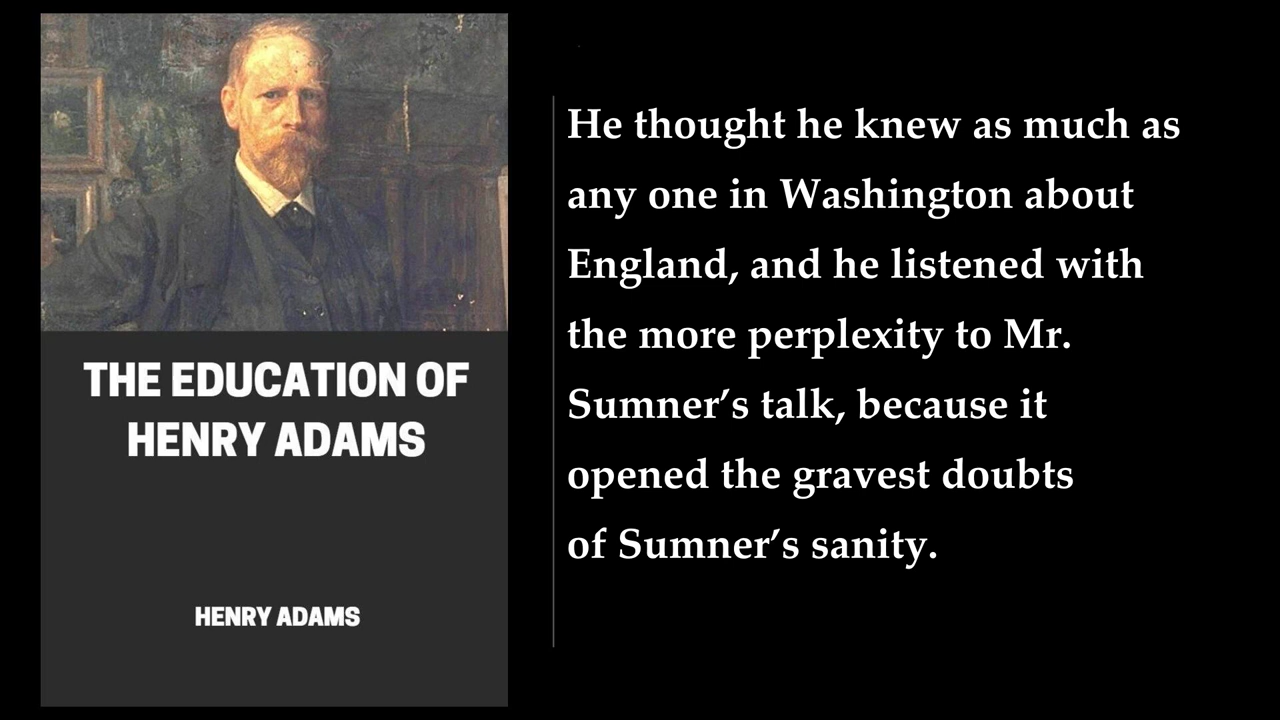 THE EDUCATION OF
HENRY ADAMS
HENRY ADAMS
He thought he knew as much as
any one in Washington about
England, and he listened with
the more perplexity to Mr.
Sumner’s talk, because it
opened the gravest doubts
of Sumner’s sanity.